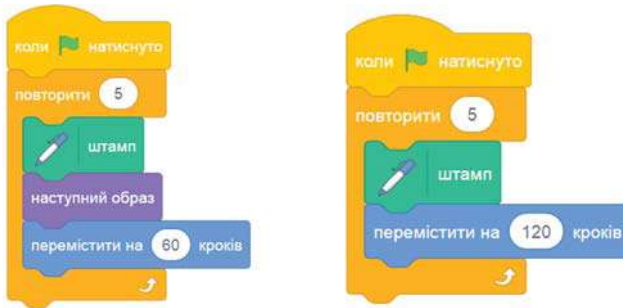 коли натиснуто
повторити 5
штамп
наступний образ
перемістити на 60 кроків
коли натиснуто
повторити 5
штамп
перемістити на 120 кроків